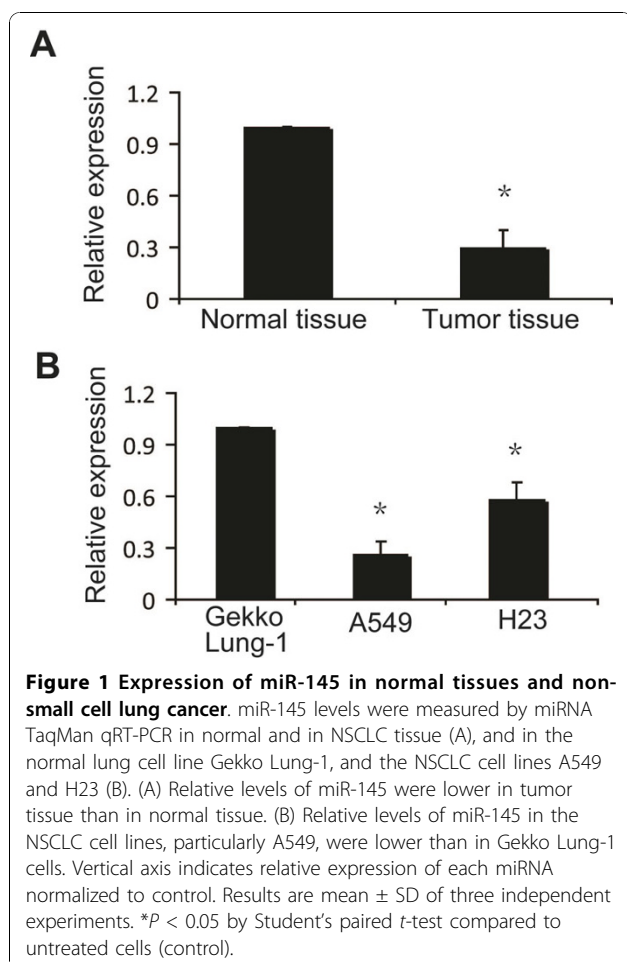 A
Relative expression
1.2
0.9
0.6
0.3
0
*
Normal tissue
Tumor tissue
B
Relative expression
1.2
0.9
0.6
0.3
0
*
*
Gekko
Lung-1
A549
H23
Figure 1 Expression of miR-145 in normal tissues and non-
small cell lung cancer. miR-145 levels were measured by miRNA
TaqMan qRT-PCR in normal and in NSCLC tissue (A), and in the
normal lung cell line Gekko Lung-1, and the NSCLC cell lines A549
and H23 (B). (A) Relative levels of miR-145 were lower in tumor
tissue than in normal tissue. (B) Relative levels of miR-145 in the
NSCLC cell lines, particularly A549, were lower than in Gekko Lung-1
cells. Vertical axis indicates relative expression of each miRNA
normalized to control. Results are mean ± SD of three independent
experiments. *P < 0.05 by Student's paired t-test compared to
untreated cells (control).